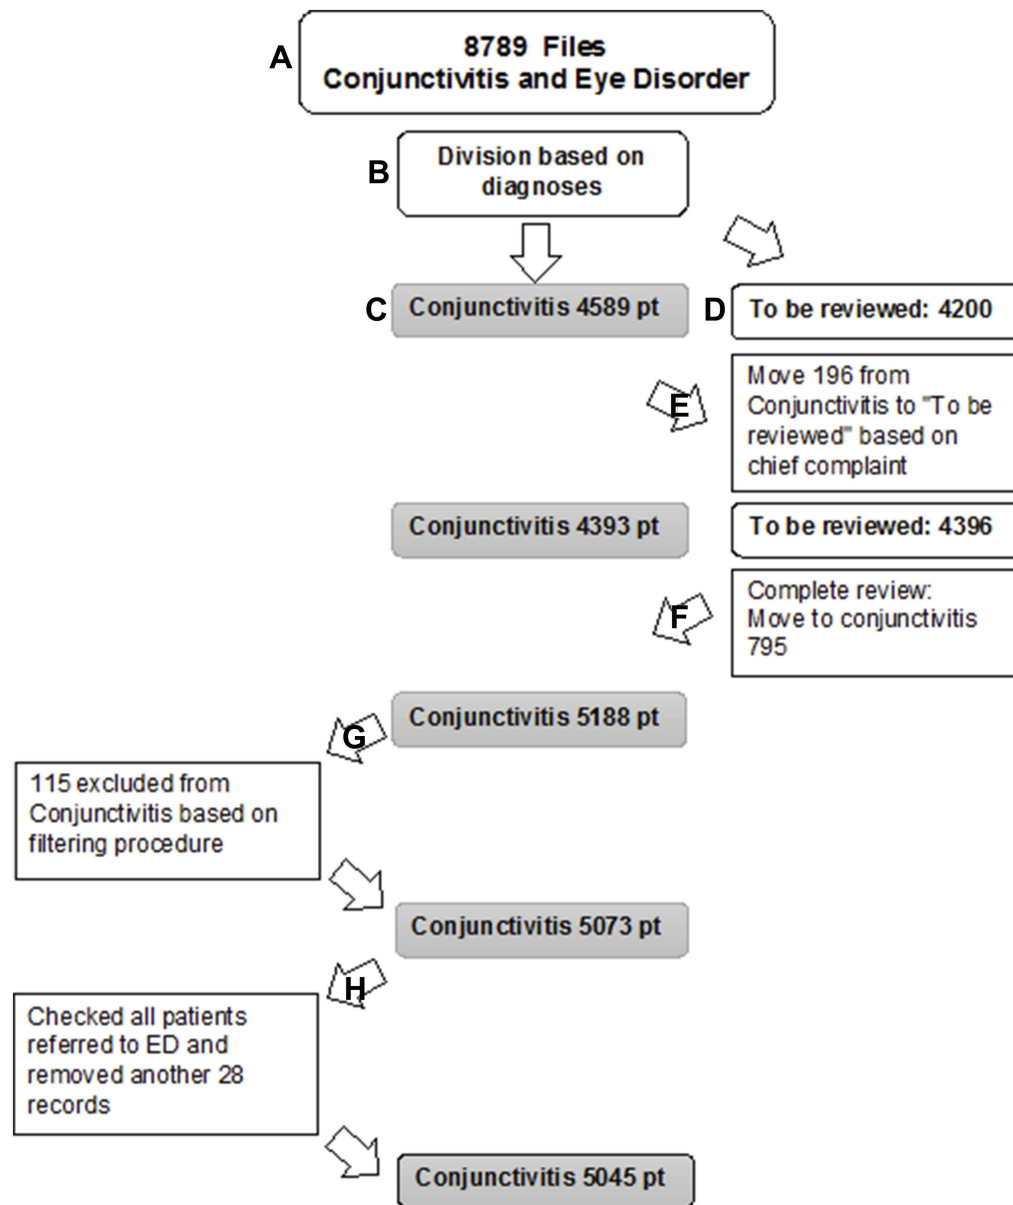 A
8789 Files
Conjunctivitis and Eye Disorder
B
Division based on
diagnoses
C
Conjunctivitis 4589 pt
D
To be reviewed: 4200
E
Move 196 from
Conjunctivitis to "To be
reviewed" based on
chief complaint
Conjunctivitis 4393 pt
To be reviewed: 4396
F
Complete review:
Move to conjunctivitis
795
Conjunctivitis 5188 pt
G
115 excluded from
Conjunctivitis based on
filtering procedure
Conjunctivitis 5073 pt
H
Checked all patients
referred to ED and
removed another 28
records
Conjunctivitis 5045 pt